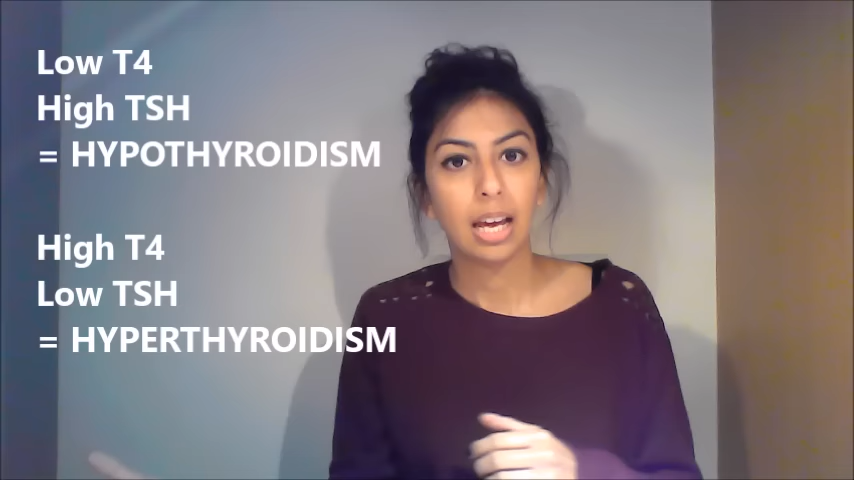 Low T4
High TSH
= HYPOTHYROIDISM
High T4
Low TSH
= HYPERTHYROIDISM